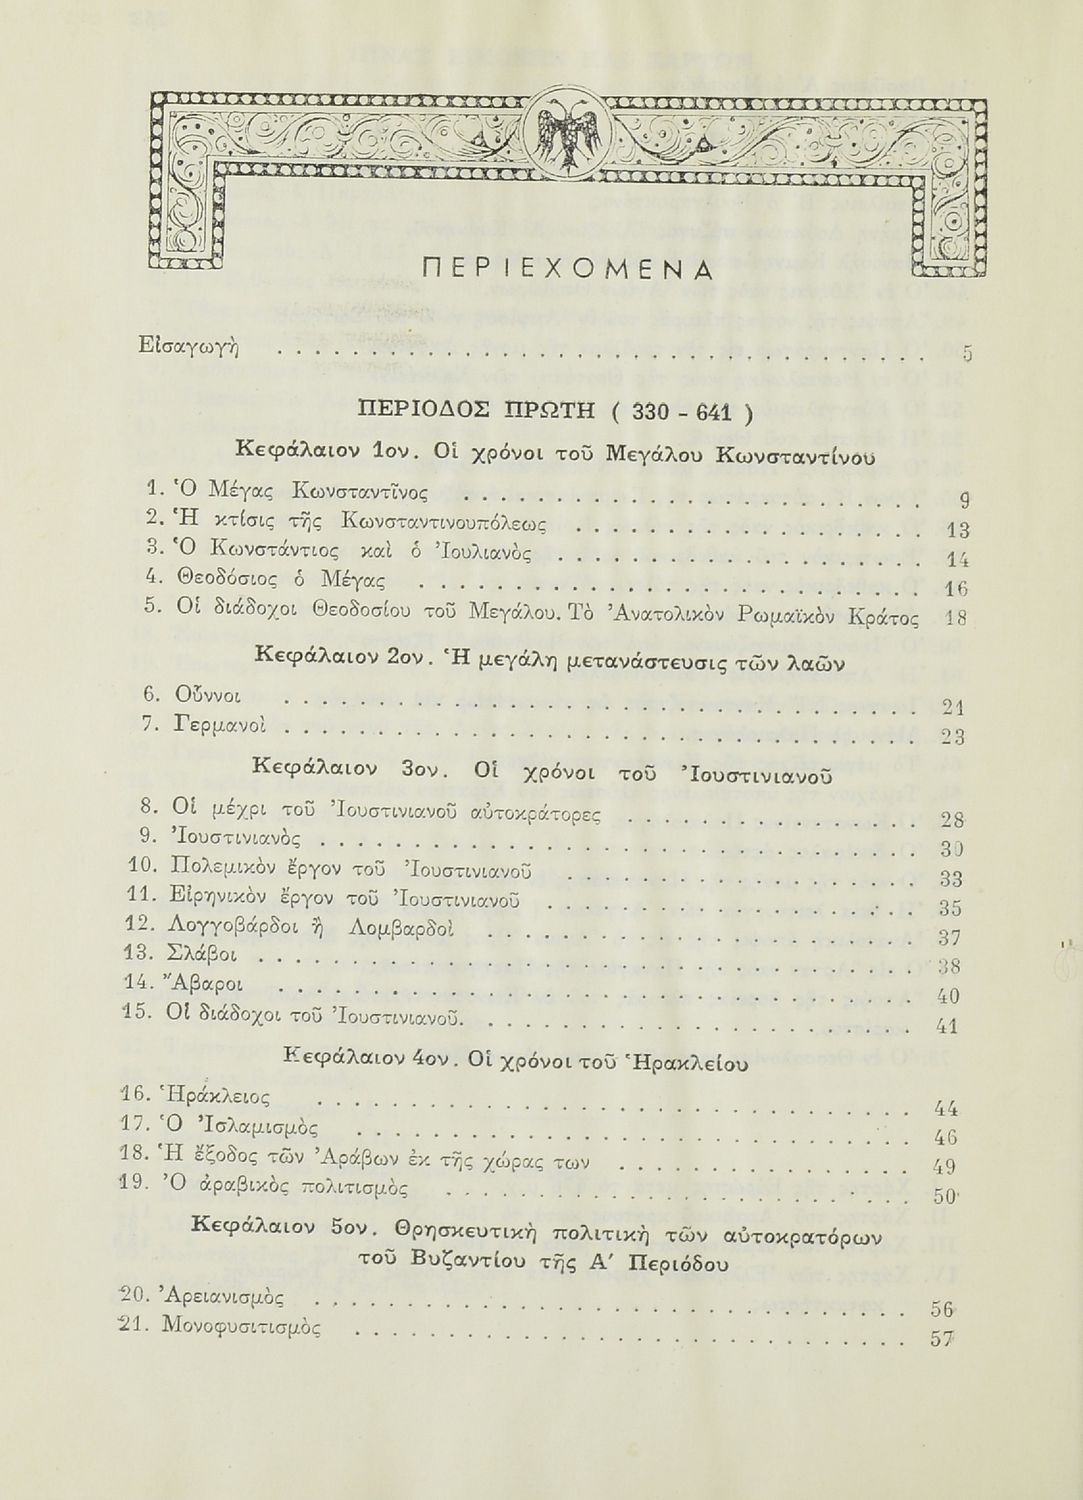 ΠΕΡΙΕΧΟΜΕΝΑ
Εἰσαγωγὴ . . . . . . . . . . . . . . . . . . . . . . . . . . . . . . . . . . 5
ΠΕΡΙΟΔΟΣ ΠΡΩΤΗ ( 330 - 641 )
Κεφάλαιον 1ον. Οἱ χρόνοι τοῦ Μεγάλου Κωνσταντίνου
1. Ὁ Μέγας Κωνσταντῖνος . . . . . . . . . . . . . . . . . . . . . . . . 9
2. Ἡ κτίσις τῆς Κωνσταντινουπόλεως . . . . . . . . . . . . . . . . . . 13
3. Ὁ Κωνστάντιος καὶ ὁ Ἰουλιανὸς . . . . . . . . . . . . . . . . . . . 14
4. Θεοδόσιος ὁ Μέγας . . . . . . . . . . . . . . . . . . . . . . . . . . 16
5. Οἱ διάδοχοι Θεοδοσίου τοῦ Μεγάλου. Τὸ Ἀνατολικὸν Ρωμαϊκὸν Κράτος 18
Κεφάλαιον 2ον. Ἡ μεγάλη μετανάστευσις τῶν λαῶν
6. Οὗννοι . . . . . . . . . . . . . . . . . . . . . . . . . . . . . . . . . 21
7. Γερμανοὶ . . . . . . . . . . . . . . . . . . . . . . . . . . . . . . . . . 23
Κεφάλαιον 3ον. Οἱ χρόνοι τοῦ Ἰουστινιανοῦ
8. Οἱ μέχρι τοῦ Ἰουστινιανοῦ αὐτοκράτορες . . . . . . . . . . . . . . . 28
9. Ἰουστινιανὸς . . . . . . . . . . . . . . . . . . . . . . . . . . . . . . . 30
10. Πολεμικὸν ἔργον τοῦ Ἰουστινιανοῦ . . . . . . . . . . . . . . . . . . 33
11. Εἰρηνικὸν ἔργον τοῦ Ἰουστινιανοῦ . . . . . . . . . . . . . . . . . . . 35
12. Λογγοβάρδοι ἢ Λομβαρδοὶ . . . . . . . . . . . . . . . . . . . . . . 37
13. Σλάβοι . . . . . . . . . . . . . . . . . . . . . . . . . . . . . . . . . . 38
14. Ἄβαροι . . . . . . . . . . . . . . . . . . . . . . . . . . . . . . . . . 40
15. Οἱ διάδοχοι τοῦ Ἰουστινιανοῦ. . . . . . . . . . . . . . . . . . . . . . 41
Κεφάλαιον 4ον. Οἱ χρόνοι τοῦ Ἡρακλείου
16. Ἡράκλειος . . . . . . . . . . . . . . . . . . . . . . . . . . . . . . . 44
17. Ὁ Ἰσλαμισμὸς . . . . . . . . . . . . . . . . . . . . . . . . . . . . . 46
18. Ἡ ἔξοδος τῶν Ἀράβων ἐκ τῆς χώρας των . . . . . . . . . . . . . . . 49
19. Ὁ ἀραβικὸς πολιτισμὸς . . . . . . . . . . . . . . . . . . . . . . . . 50
Κεφάλαιον 5ον. Θρησκευτικὴ πολιτικὴ τῶν αὐτοκρατόρων
τοῦ Βυζαντίου τῆς Α′ Περιόδου
20. Ἀρειανισμὸς . . . . . . . . . . . . . . . . . . . . . . . . . . . . . . . 56
21. Μονοφυσιτισμὸς . . . . . . . . . . . . . . . . . . . . . . . . . . . . 57